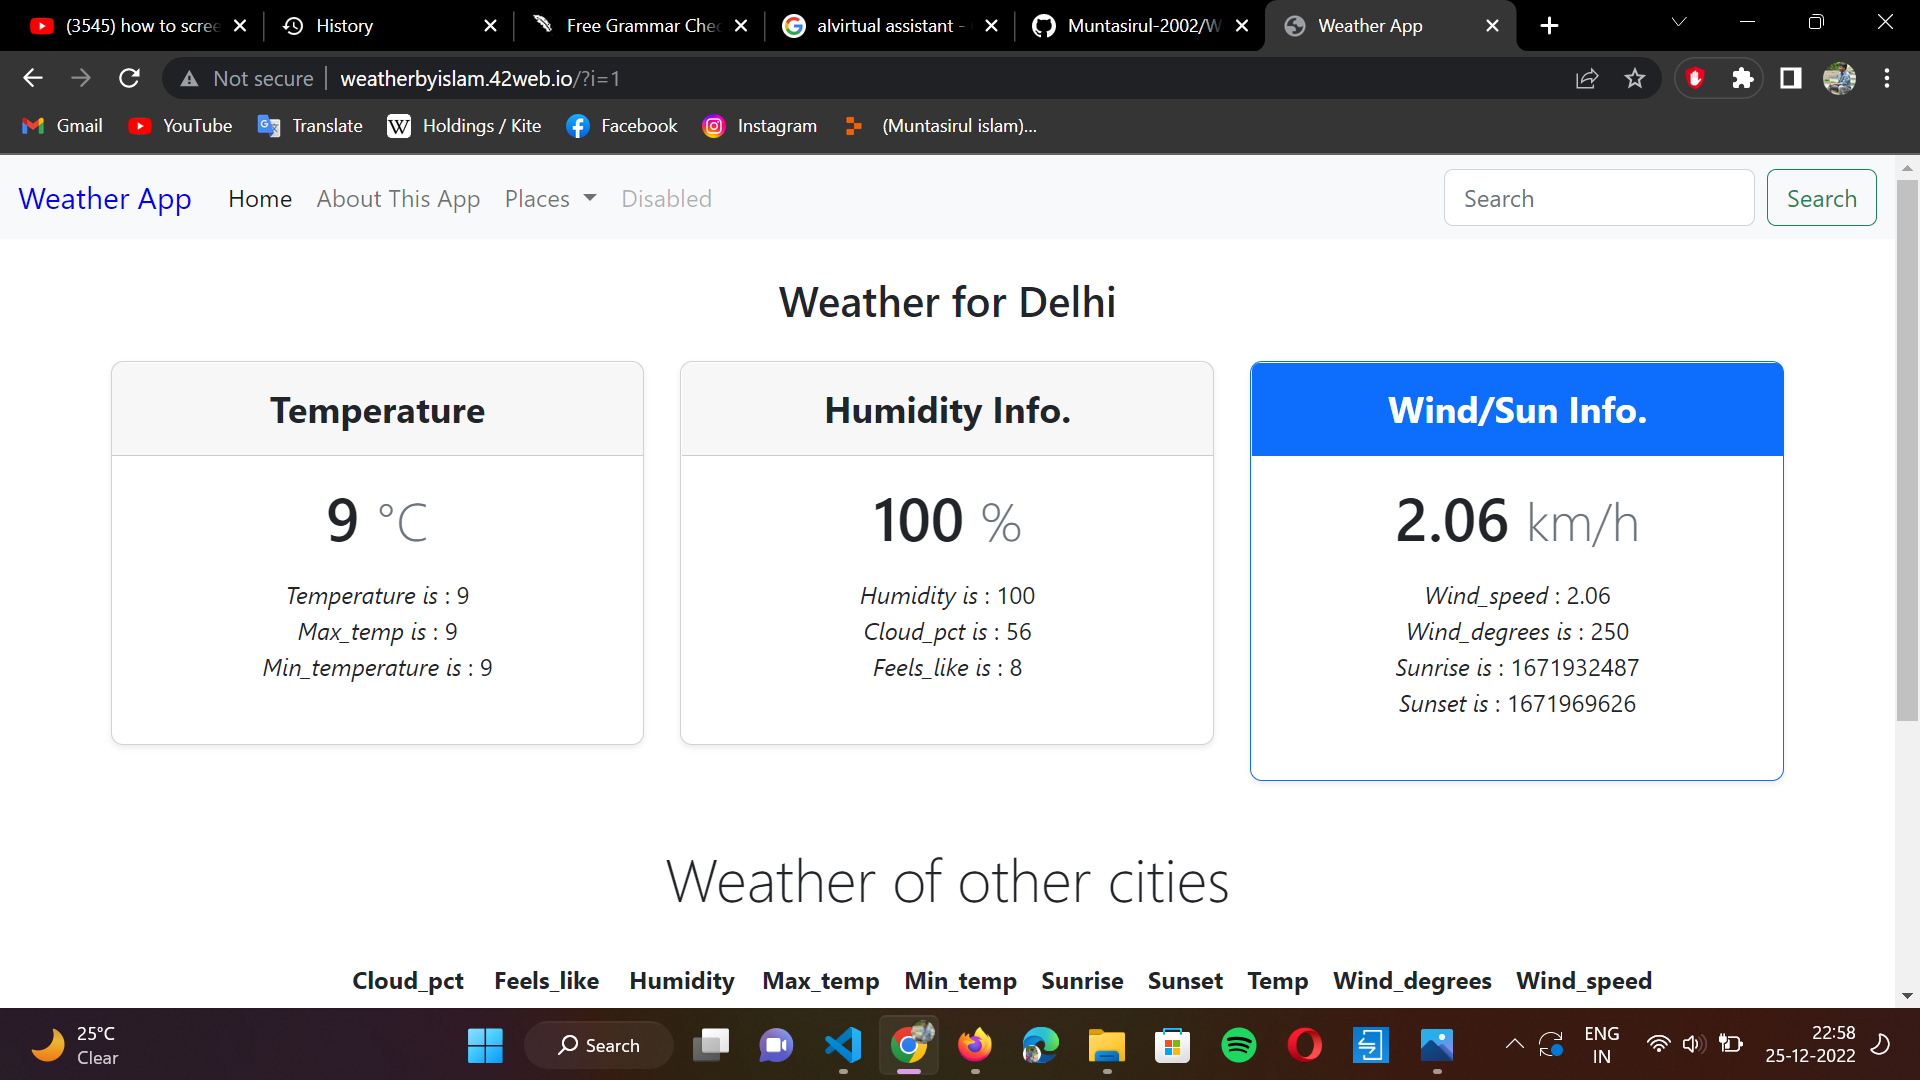 (3545) how to scree
History
Free Grammar Chec
alvirtual assistant -
Muntasirul-2002/W
Weather App
Not secure
weatherbyislam.42web.io/?i=1
Gmail
YouTube
Translate
Holdings / Kite
Facebook
Instagram
(Muntasirul islam)...
Weather App
Home
About This App
Places
Disabled
Search
Search
Weather for Delhi
Temperature
9 °C
Temperature is : 9
Max_temp is : 9
Min_temperature is : 9
Humidity Info.
100 %
Humidity is : 100
Cloud_pct is : 56
Feels_like is : 8
Wind/Sun Info.
2.06 km/h
Wind_speed : 2.06
Wind_degrees is : 250
Sunrise is : 1671932487
Sunset is : 1671969626
Weather of other cities
Cloud_pct Feels_like Humidity Max_temp Min_temp Sunrise Sunset Temp Wind_degrees Wind_speed
25°C
Clear
Search
ENG
IN
22:58
25-12-2022